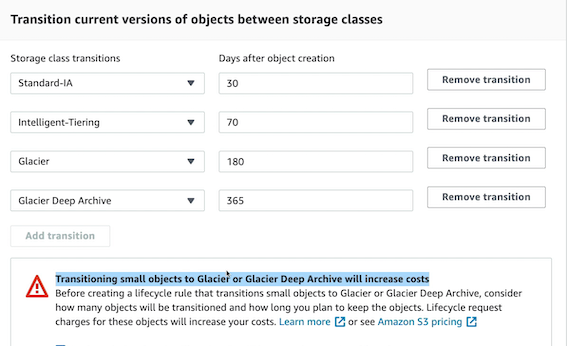 Transition current versions of objects between storage classes
Storage class transitions Days after object creation
Standard-IA 30 Remove transition
Intelligent-Tiering 70 Remove transition
Glacier 180 Remove transition
Glacier Deep Archive 365 Remove transition
Add transition
Transitioning small objects to Glacier or Glacier Deep Archive will increase costs
Before creating a lifecycle rule that transitions small objects to Glacier or Glacier Deep Archive, consider
how many objects will be transitioned and how long you plan to keep the objects. Lifecycle request
charges for these objects will increase your costs. Learn more or see Amazon S3 pricing